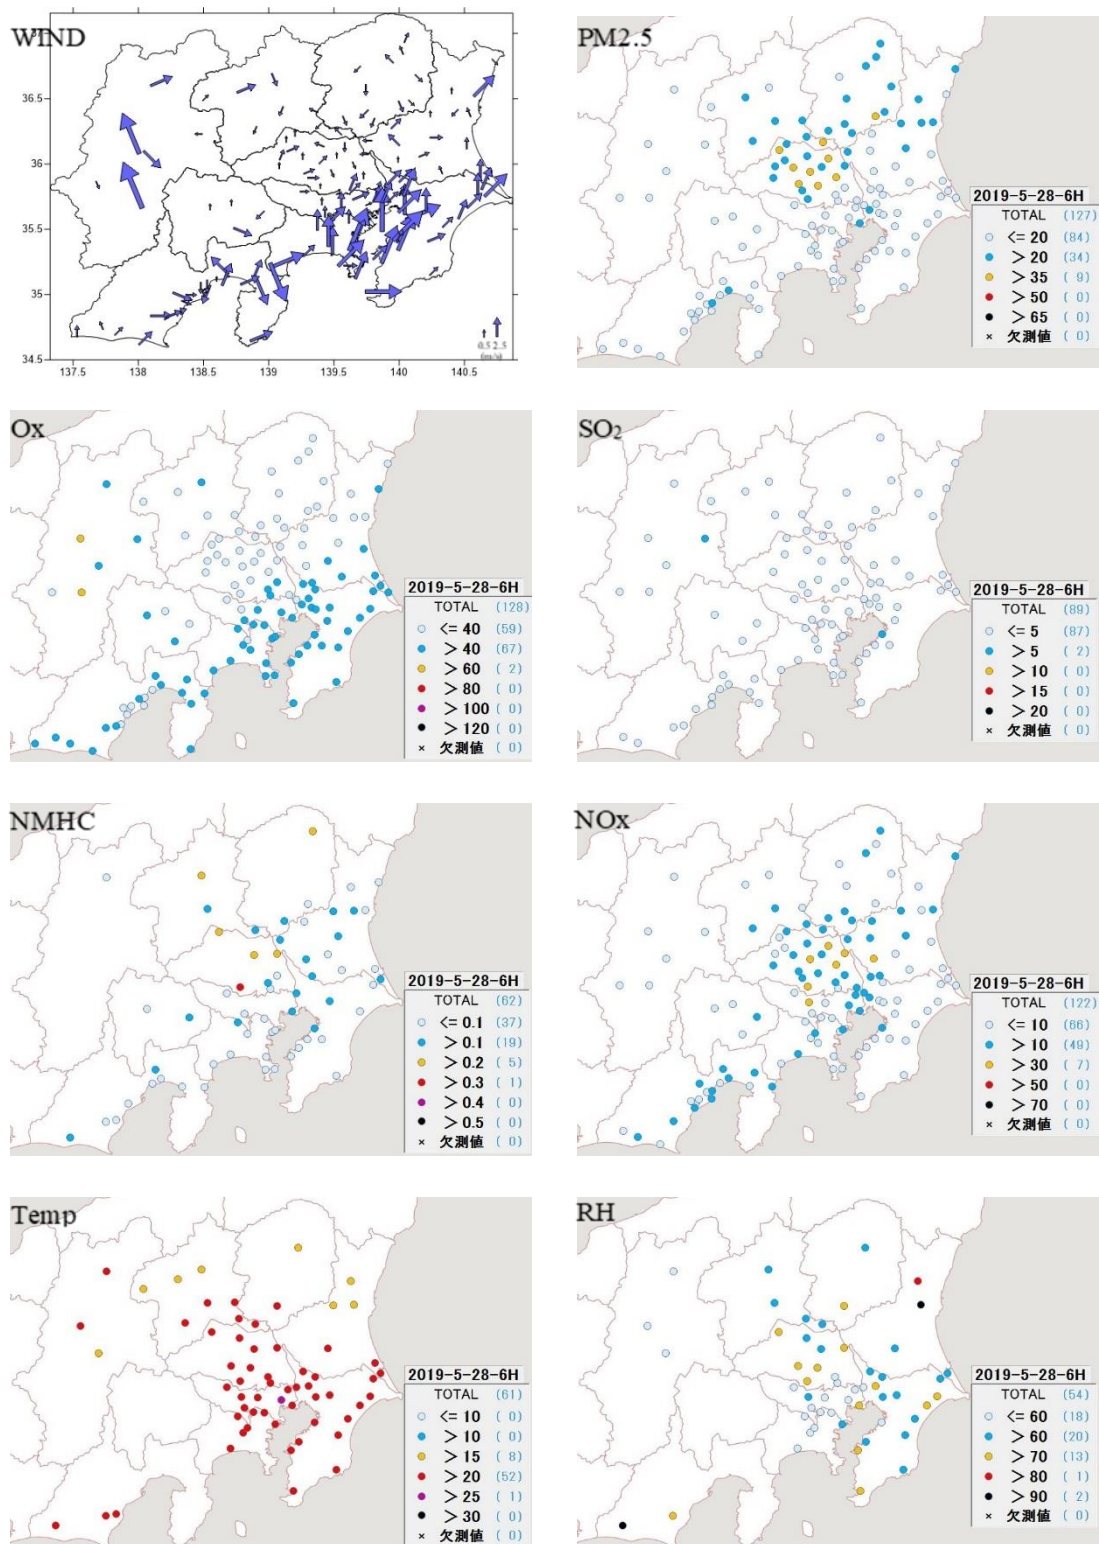 WIND
36.5
36
35.5
35
34.5
137.5 138 138.5 139 139.5 140 140.5
0.5 2.5
(m/s)
PM2.5
2019-5-28-6H
TOTAL (127)
<= 20 (84)
> 20 (34)
> 35 ( 9)
> 50 ( 0)
> 65 ( 0)
× 欠測値 ( 0)
Ox
2019-5-28-6H
TOTAL (128)
<= 40 (59)
> 40 (67)
> 60 ( 2)
> 80 ( 0)
> 100 ( 0)
> 120 ( 0)
× 欠測値 ( 0)
SO₂
2019-5-28-6H
TOTAL (89)
<= 5 (87)
> 5 ( 2)
> 10 ( 0)
> 15 ( 0)
> 20 ( 0)
× 欠測値 ( 0)
NMHC
2019-5-28-6H
TOTAL (62)
<= 0.1 (37)
> 0.1 (19)
> 0.2 ( 5)
> 0.3 ( 1)
> 0.4 ( 0)
> 0.5 ( 0)
× 欠測値 ( 0)
NOx
2019-5-28-6H
TOTAL (122)
<= 10 (66)
> 10 (49)
> 30 ( 7)
> 50 ( 0)
> 70 ( 0)
× 欠測値 ( 0)
Temp
2019-5-28-6H
TOTAL (61)
<= 10 ( 0)
> 10 ( 0)
> 15 ( 8)
> 20 (52)
> 25 ( 1)
> 30 ( 0)
× 欠測値 ( 0)
RH
2019-5-28-6H
TOTAL (54)
<= 60 (18)
> 60 (20)
> 70 (13)
> 80 ( 1)
> 90 ( 2)
× 欠測値 ( 0)